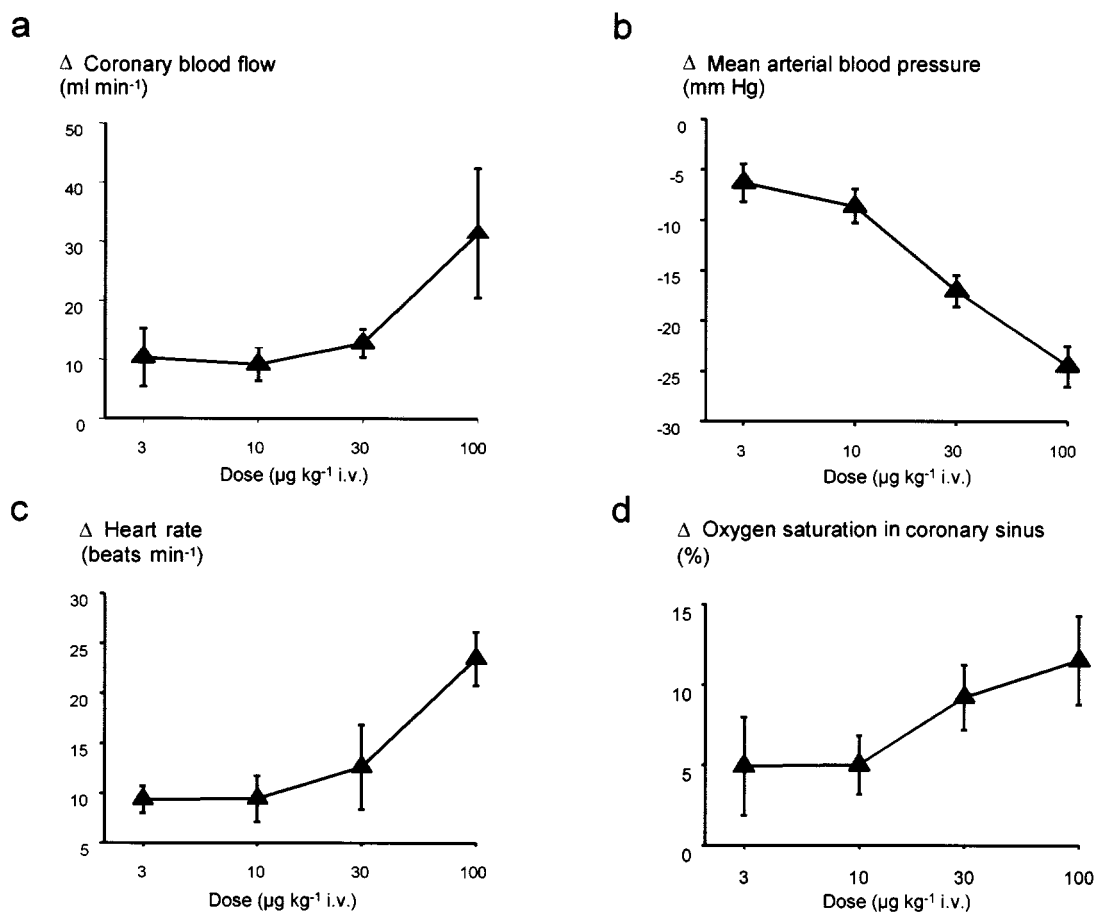 a
Δ Coronary blood flow
(ml min⁻¹)
50
40
30
20
10
0
3 10 30 100
Dose (µg kg⁻¹ i.v.)
b
Δ Mean arterial blood pressure
(mm Hg)
0
-5
-10
-15
-20
-25
-30
3 10 30 100
Dose (µg kg⁻¹ i.v.)
c
Δ Heart rate
(beats min⁻¹)
30
25
20
15
10
5
3 10 30 100
Dose (µg kg⁻¹ i.v.)
d
Δ Oxygen saturation in coronary sinus
(%)
15
10
5
0
3 10 30 100
Dose (µg kg⁻¹ i.v.)